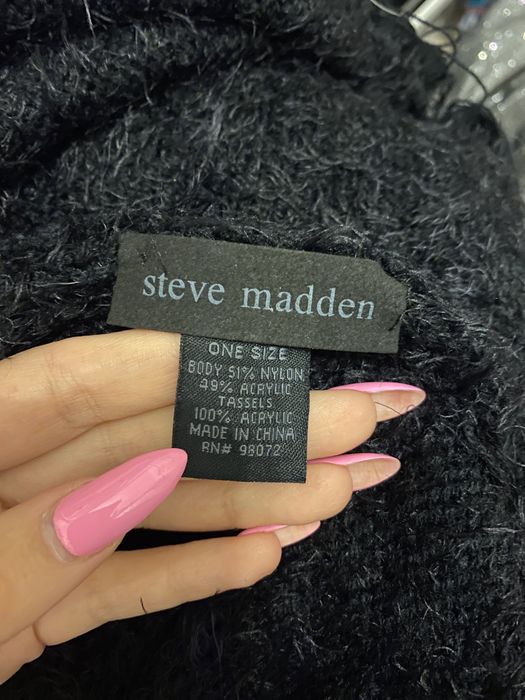 steve madden
ONE SIZE
BODY 51% NYLON
49% ACRYLIC
TASSELS
100% ACRYLIC
MADE IN CHINA
RN# 98072